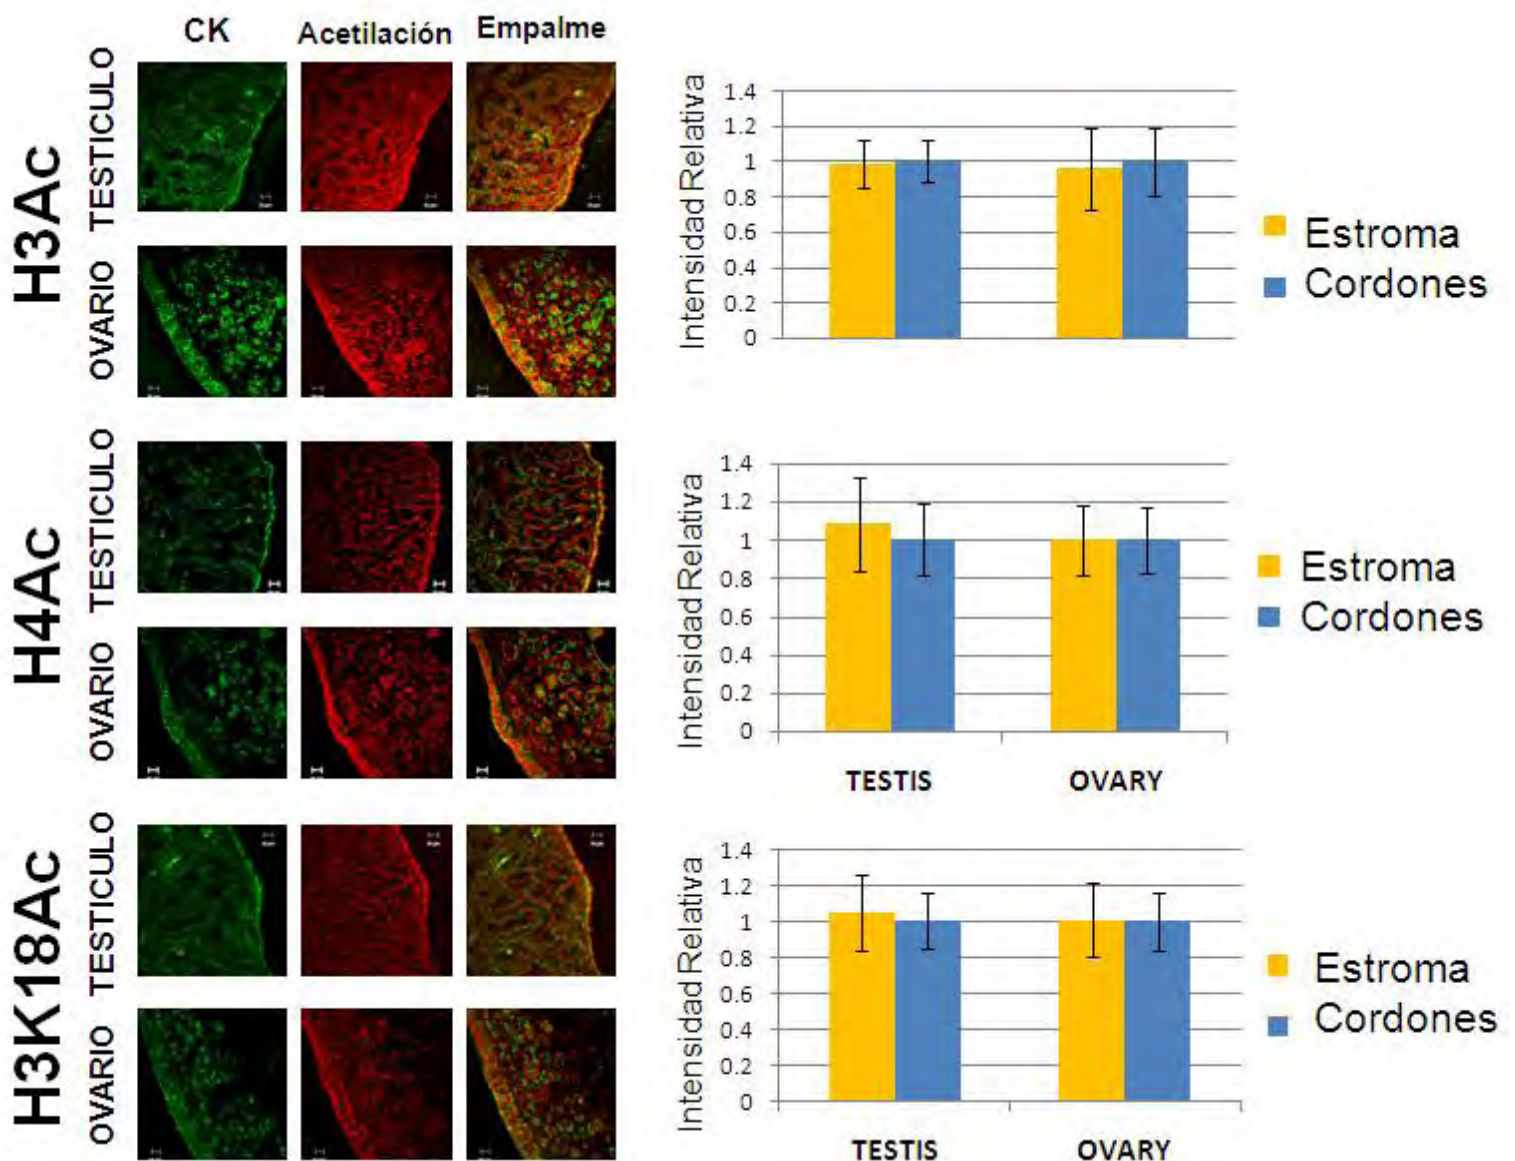 CK Acetilación Empalme
H3Ac
TESTICULO
OVARIO
Intensidad Relativa
1.4
1.2
1
0.8
0.6
0.4
0.2
0
Estroma
Cordones
H4Ac
TESTICULO
OVARIO
Intensidad Relativa
1.4
1.2
1
0.8
0.6
0.4
0.2
0
TESTIS OVARY
Estroma
Cordones
H3K18Ac
TESTICULO
OVARIO
Intensidad Relativa
1.4
1.2
1
0.8
0.6
0.4
0.2
0
TESTIS OVARY
Estroma
Cordones